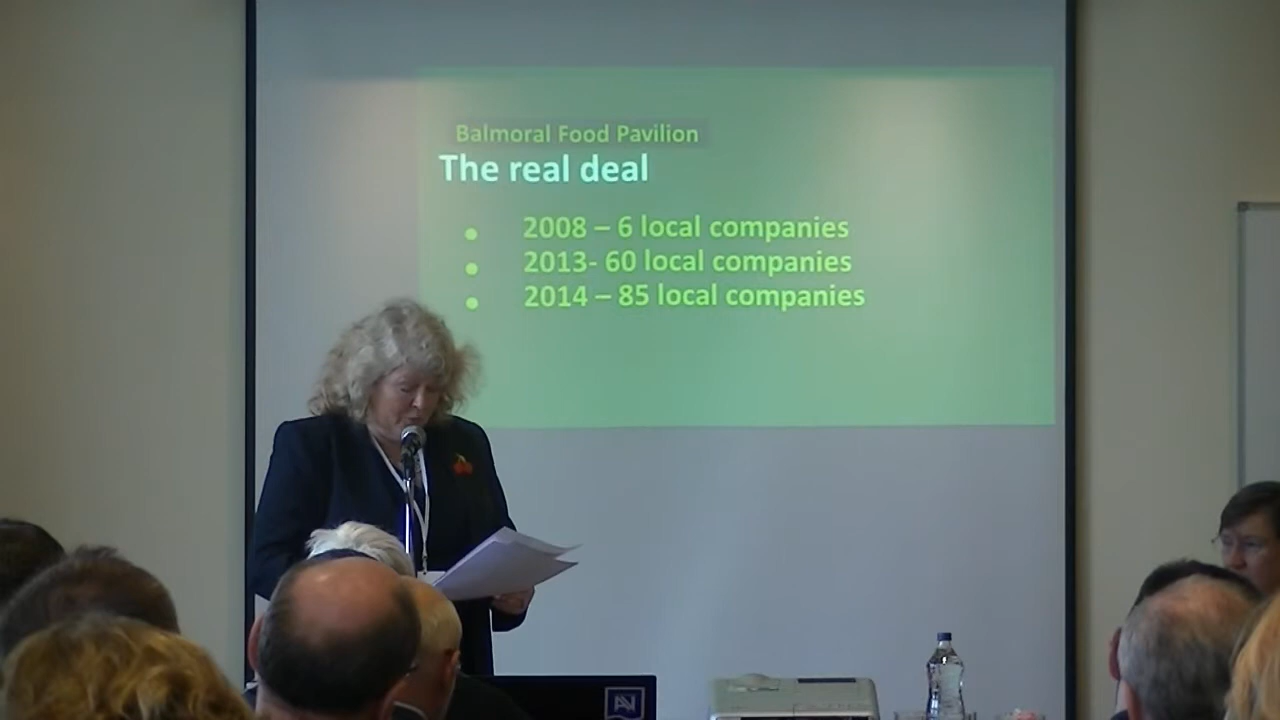 Balmoral Food Pavilion
The real deal
• 2008 – 6 local companies
• 2013- 60 local companies
• 2014 – 85 local companies